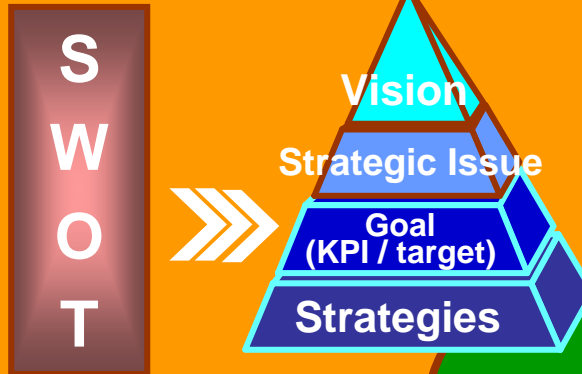 S
W
O
T
Vision
Strategic Issue
Goal
(KPI / target)
Strategies